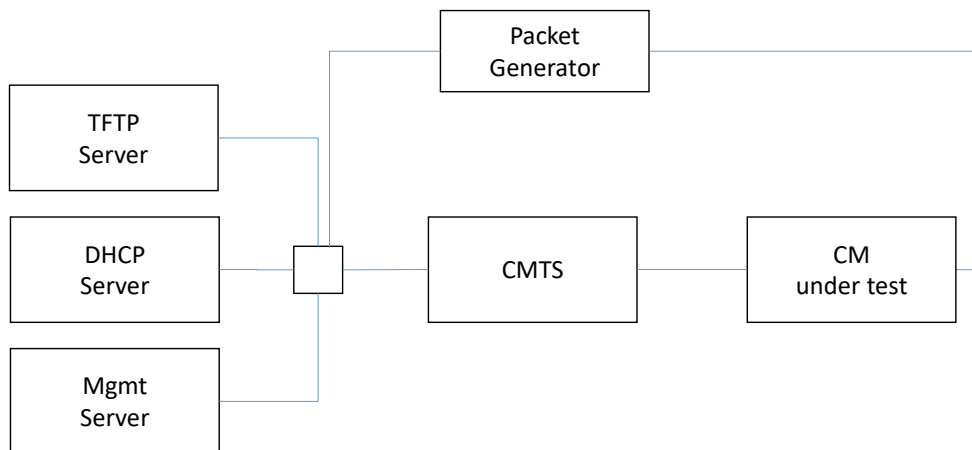 Packet
Generator
TFTP
Server
DHCP
Server
CMTS
CM
under test
Mgmt
Server